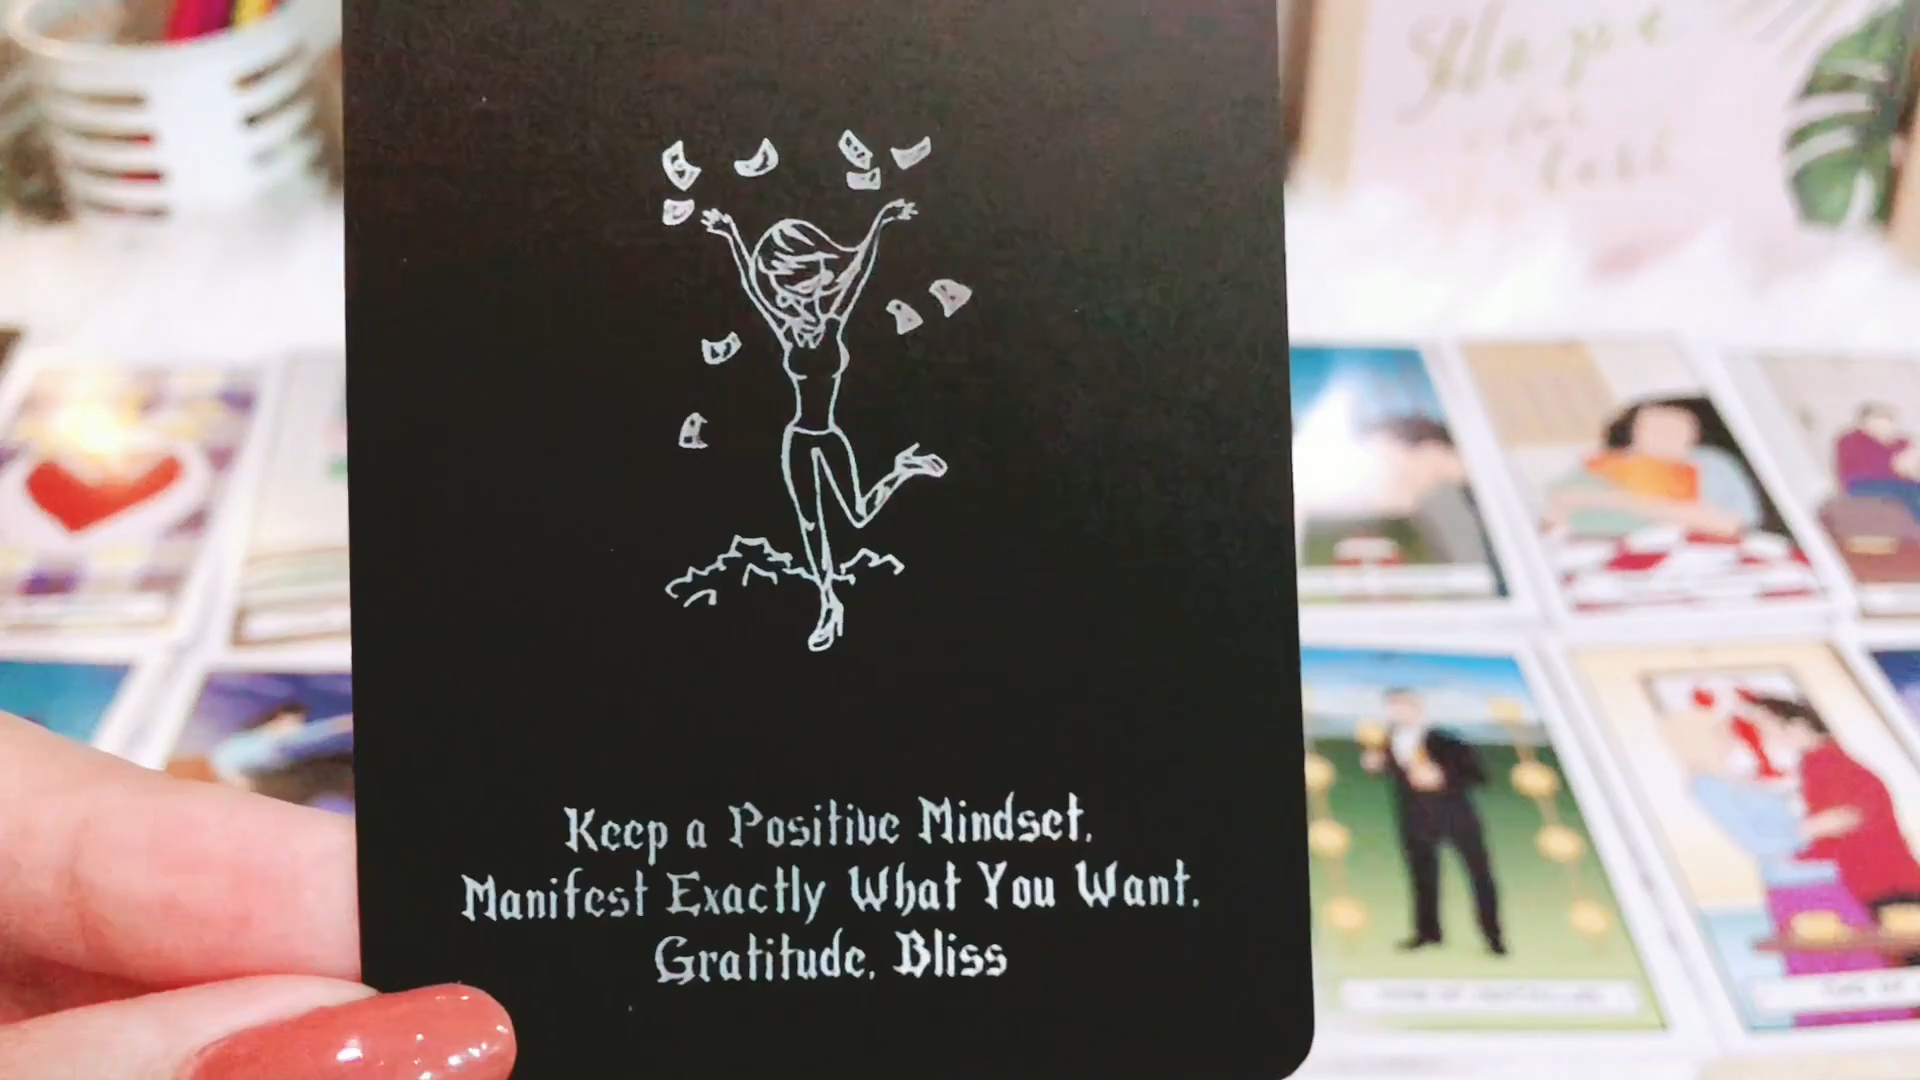 Keep a Positive Mindset,
Manifest Exactly What You Want,
Gratitude, Bliss